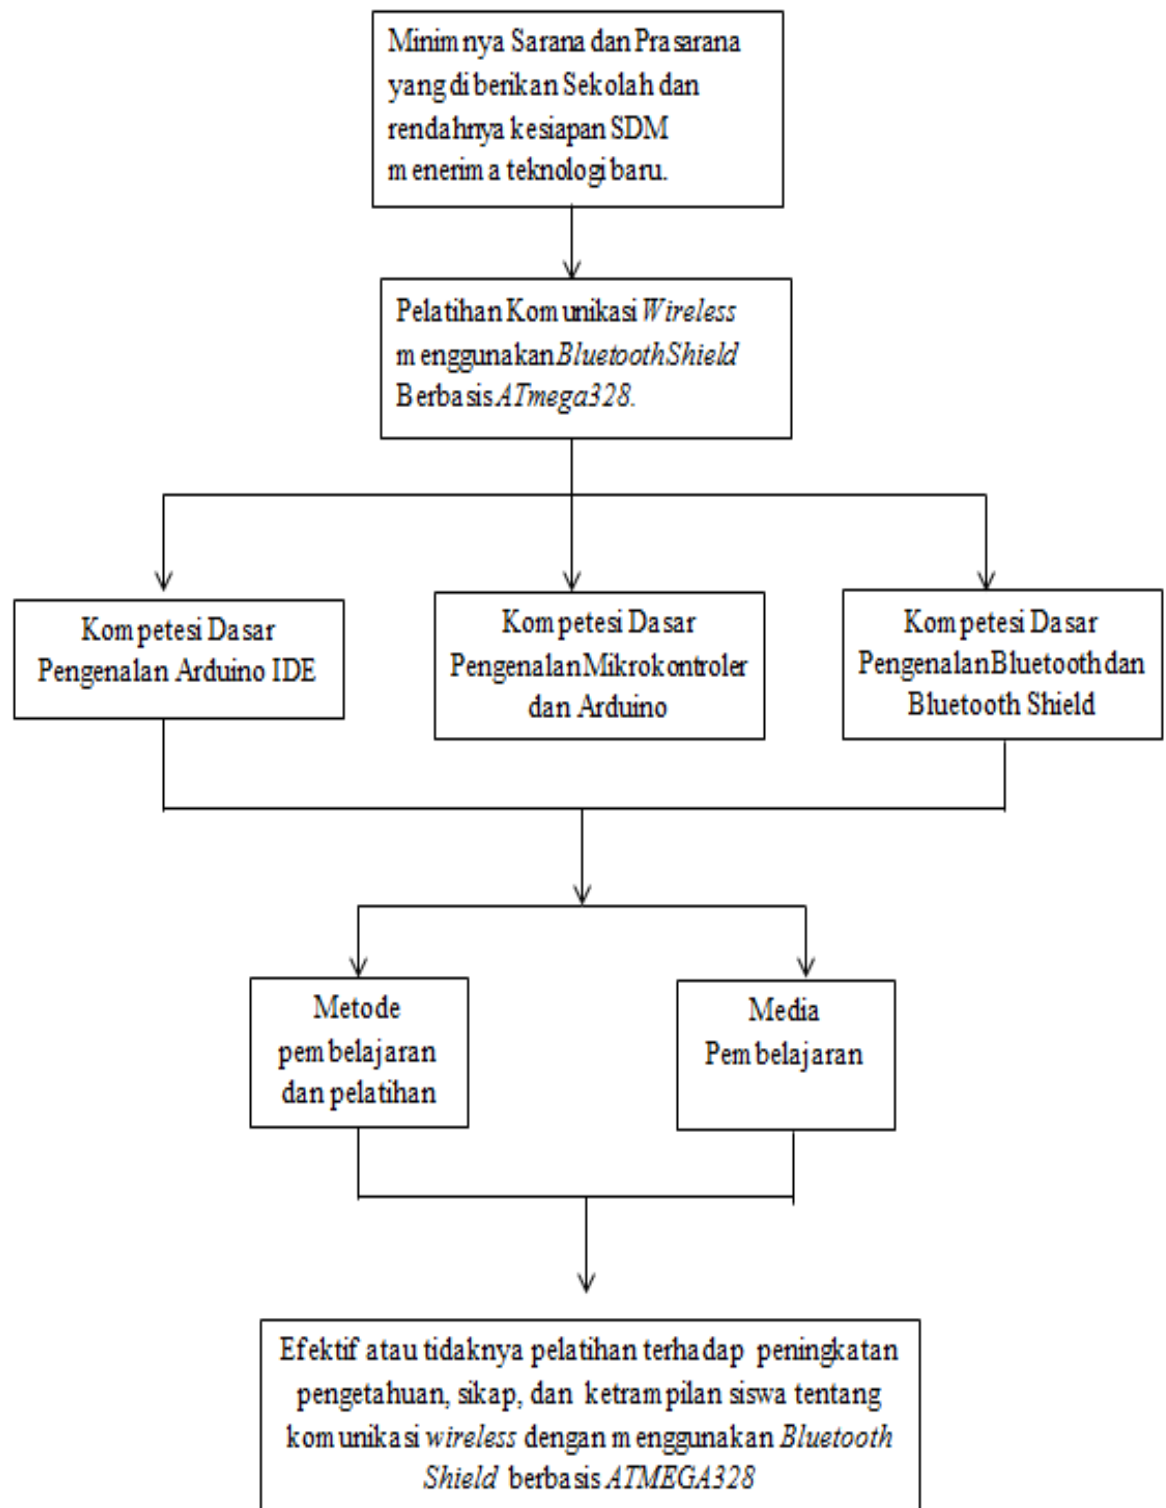 Minimnya Sarana dan Prasarana
yang di berikan Sekolah dan
rendahnya kesiapan SDM
menerima teknologi baru.
Pelatihan Komunikasi Wireless
menggunakan Bluetooth Shield
Berbasis ATmega328.
Kompetesi Dasar
Pengenalan Arduino IDE
Kompetesi Dasar
Pengenalan Mikrokontroler
dan Arduino
Kompetesi Dasar
Pengenalan Bluetooth dan
Bluetooth Shield
Metode
pembelajaran
dan pelatihan
Media
Pembelajaran
Efektif atau tidaknya pelatihan terhadap peningkatan
pengetahuan, sikap, dan ketrampilan siswa tentang
komunikasi wireless dengan menggunakan Bluetooth
Shield berbasis ATMEGA328